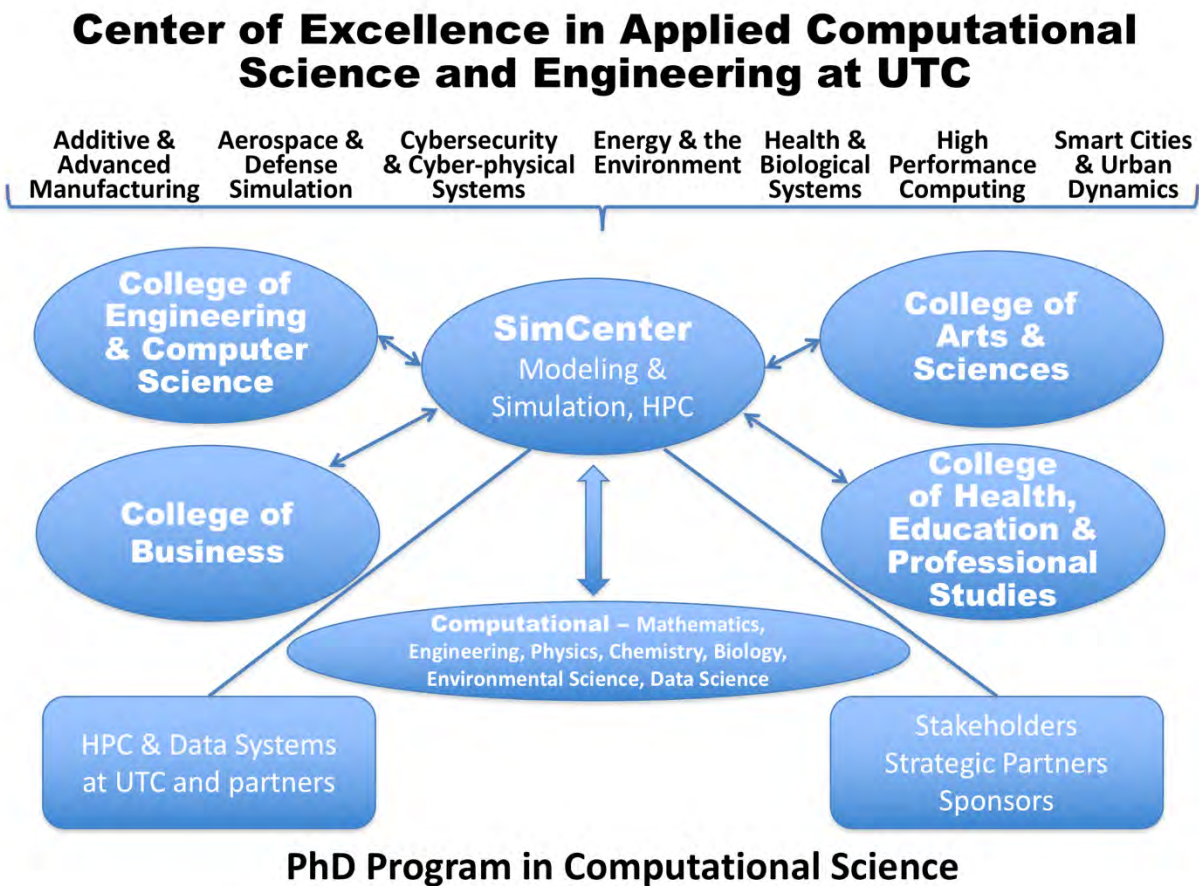 Center of Excellence in Applied Computational
Science and Engineering at UTC
Additive &
Advanced
Manufacturing
Aerospace &
Defense
Simulation
Cybersecurity
& Cyber-physical
Systems
Energy & the
Environment
Health &
Biological
Systems
High
Performance
Computing
Smart Cities
& Urban
Dynamics
College of
Engineering
& Computer
Science
SimCenter
Modeling &
Simulation, HPC
College of
Arts &
Sciences
College of
Business
College
of Health,
Education &
Professional
Studies
Computational – Mathematics,
Engineering, Physics, Chemistry, Biology,
Environmental Science, Data Science
HPC & Data Systems
at UTC and partners
Stakeholders
Strategic Partners
Sponsors
PhD Program in Computational Science